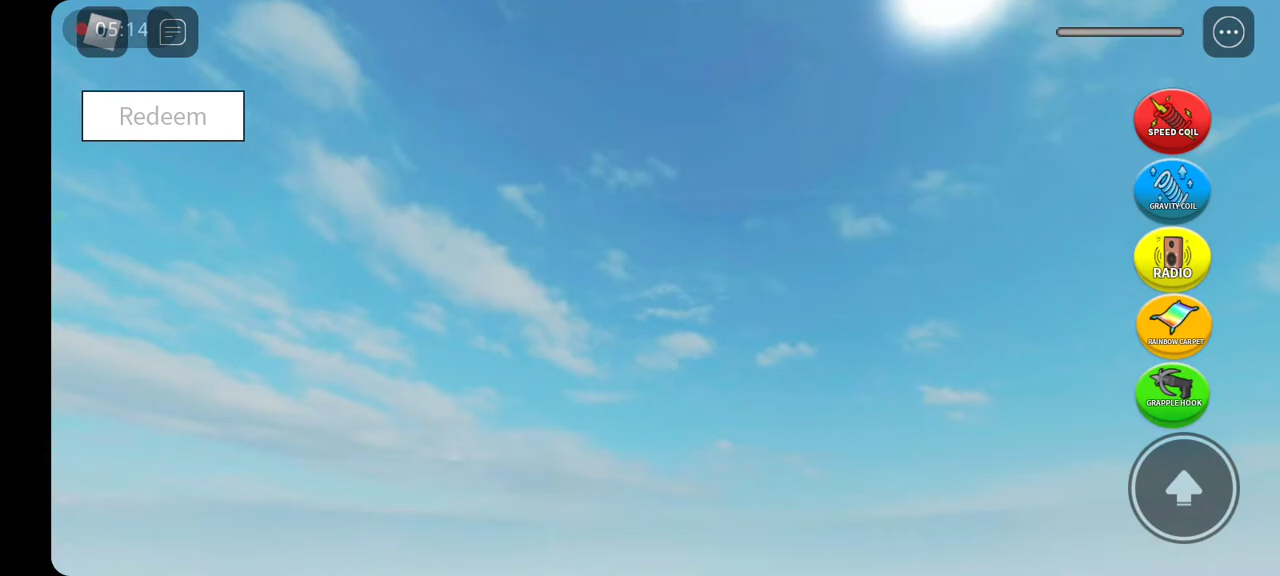 05:14
Redeem
SPEED COIL
GRAVITY COIL
RADIO
RAINBOW CARPET
GRAPPLE HOOK